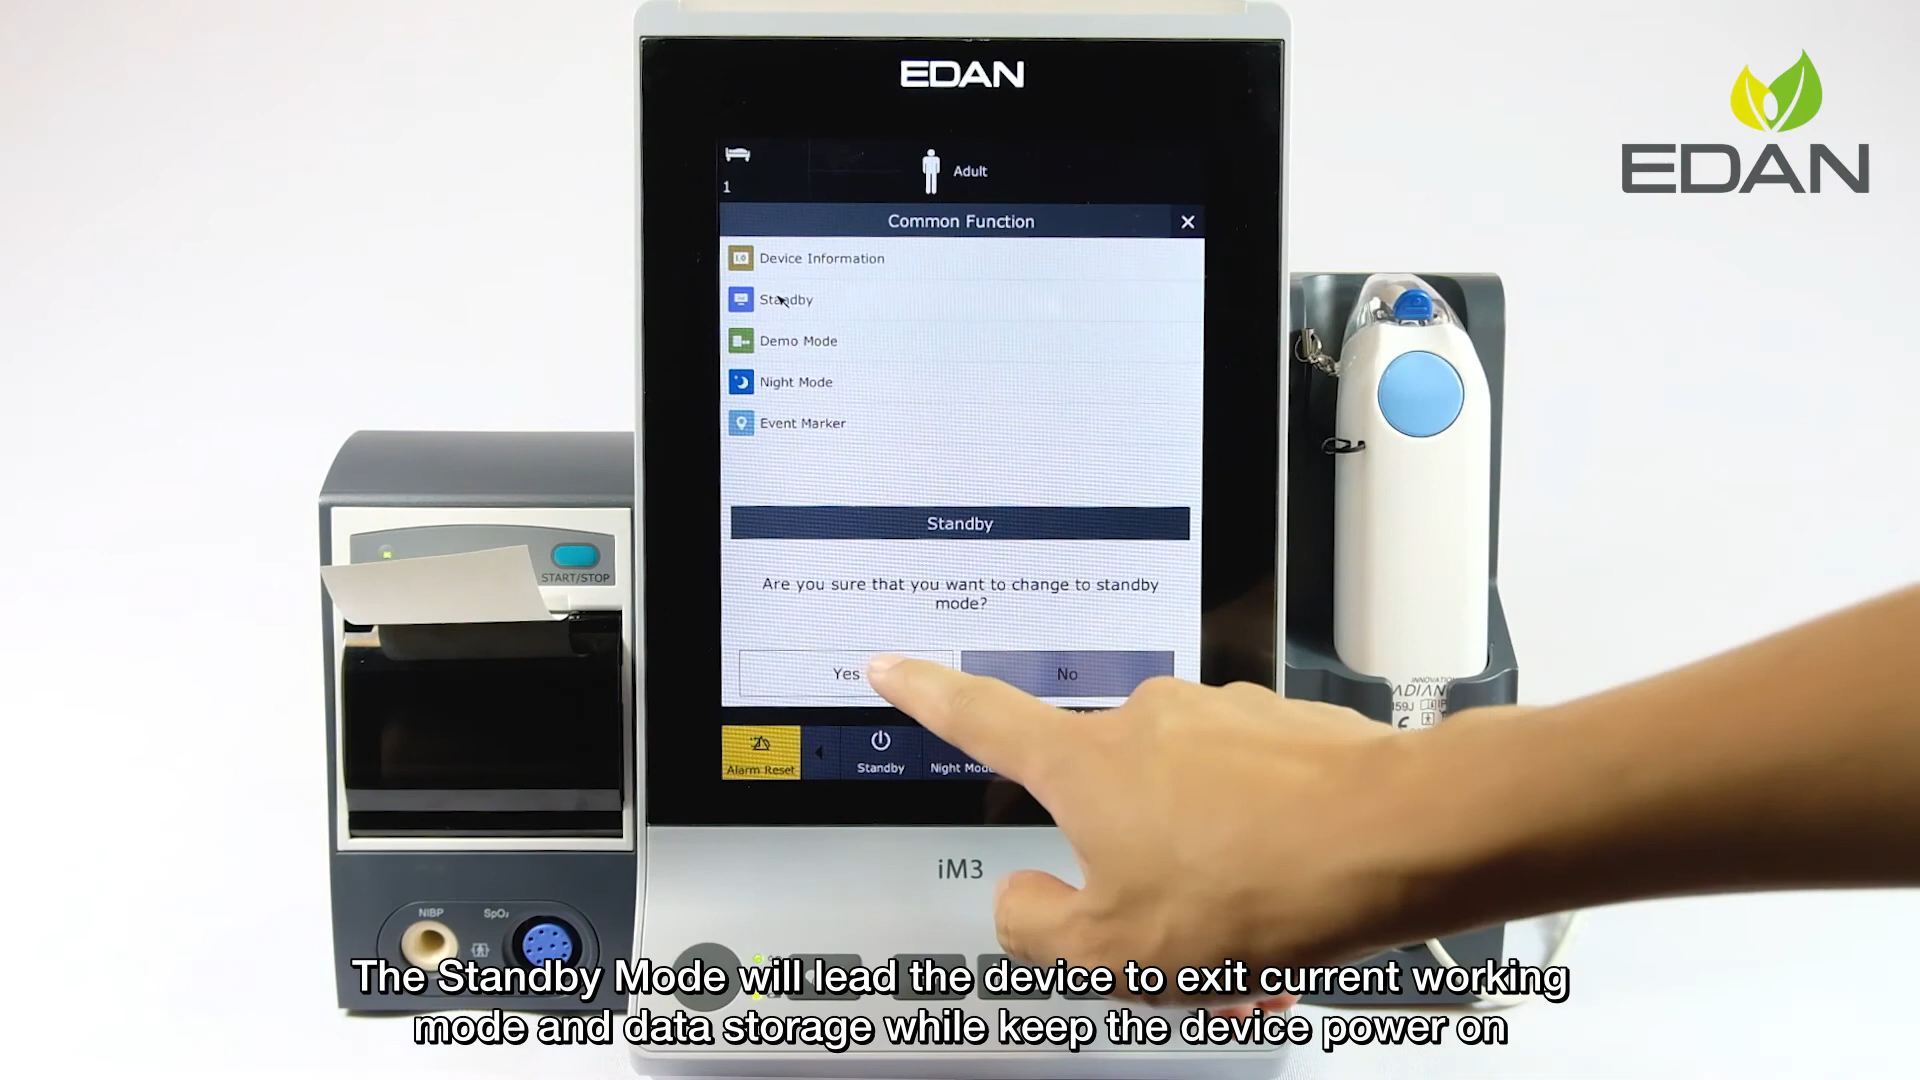 EDAN
EDAN
1
Adult
Common Function
Device Information
Standby
Demo Mode
Night Mode
Event Marker
Standby
Are you sure that you want to change to standby
mode?
Yes
No
Alarm Reset
Standby
Night Mode
START/STOP
iM3
NIBP
SpO₂
The Standby Mode will lead the device to exit current working
mode and data storage while keep the device power on